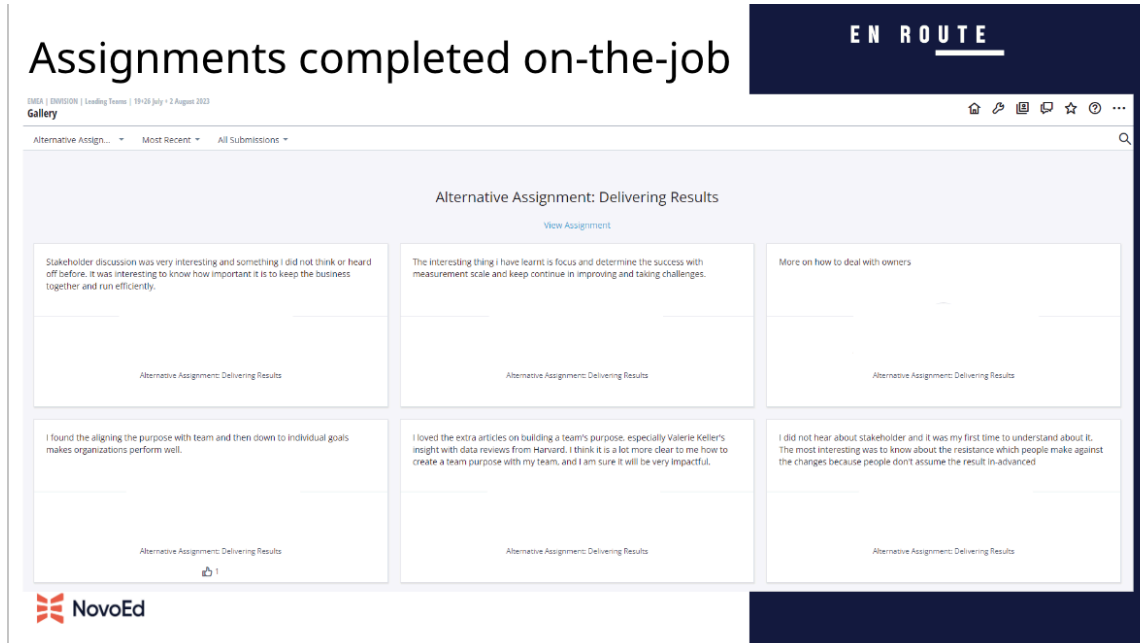 EN ROUTE
Assignments completed on-the-job
EMEA | ENVISION | Leading Teams | 19+26 July + 2 August 2023
Gallery
Alternative Assign... Most Recent All Submissions
Alternative Assignment: Delivering Results
View Assignment
Stakeholder discussion was very interesting and something I did not think or heard
off before. It was interesting to know how important it is to keep the business
together and run efficiently.
Alternative Assignment: Delivering Results
The interesting thing i have learnt is focus and determine the success with
measurement scale and keep continue in improving and taking challenges.
Alternative Assignment: Delivering Results
More on how to deal with owners
Alternative Assignment: Delivering Results
I found the aligning the purpose with team and then down to individual goals
makes organizations perform well.
Alternative Assignment: Delivering Results
1
I loved the extra articles on building a team's purpose, especially Valerie Keller's
insight with data reviews from Harvard. I think it is a lot more clear to me how to
create a team purpose with my team, and I am sure it will be very impactful.
Alternative Assignment: Delivering Results
I did not hear about stakeholder and it was my first time to understand about it.
The most interesting was to know about the resistance which people make against
the changes because people don't assume the result in-advanced
Alternative Assignment: Delivering Results
NovoEd